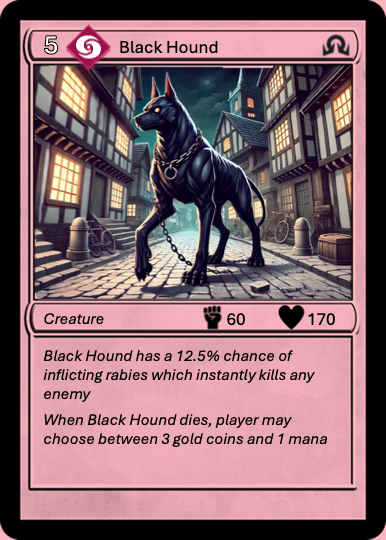 5 Black Hound
Creature 60 170
Black Hound has a 12.5% chance of
inflicting rabies which instantly kills any
enemy
When Black Hound dies, player may
choose between 3 gold coins and 1 mana